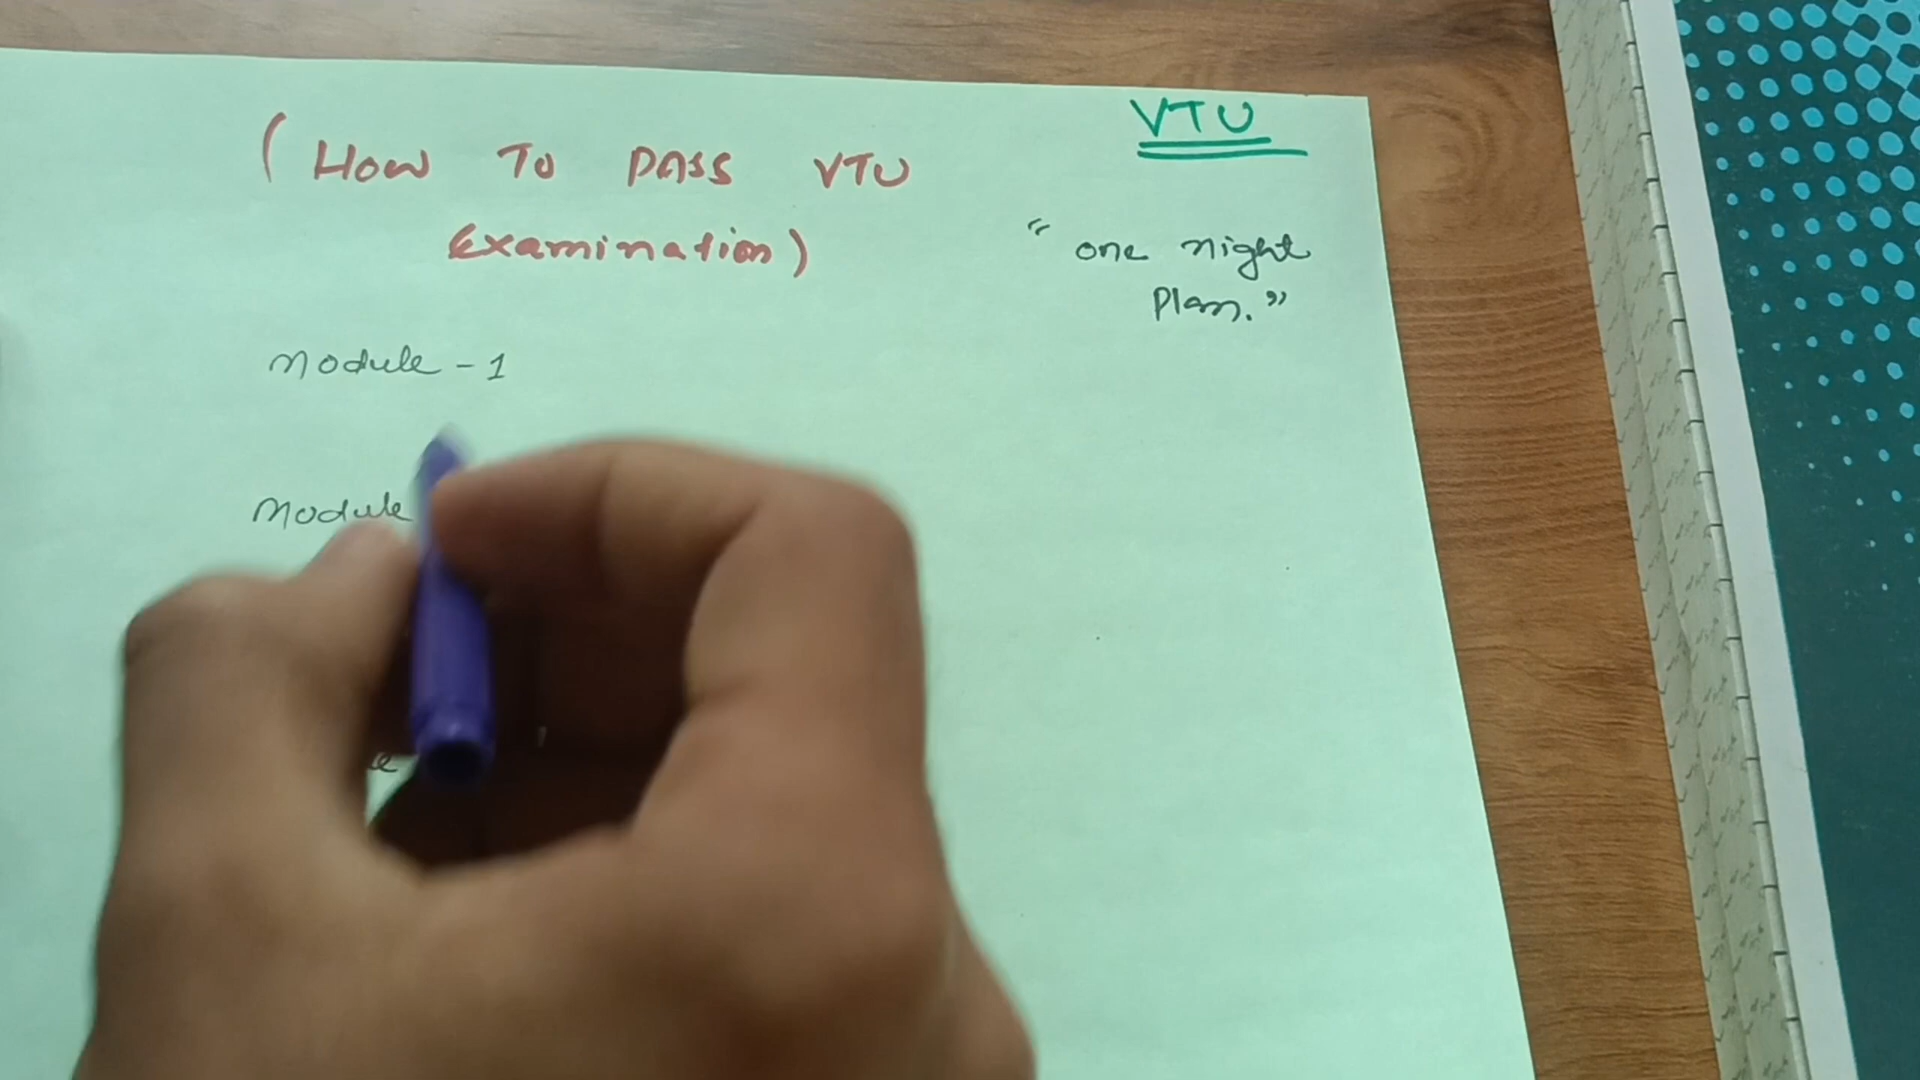 VTU
( HOW TO PASS VTU
Examination)
“ one night
Plan.”
Module - 1
Module